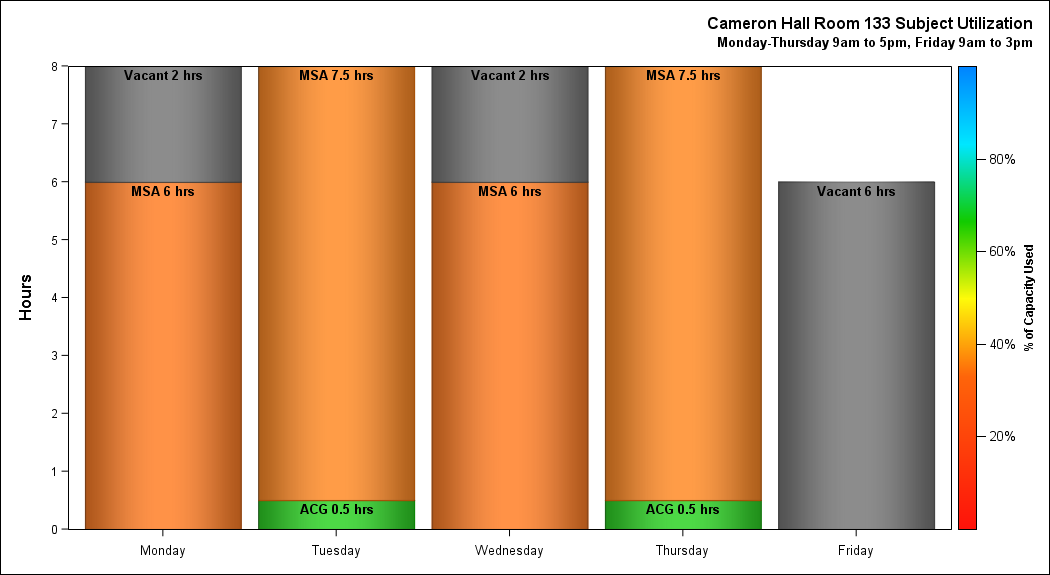 Cameron Hall Room 133 Subject Utilization
Monday-Thursday 9am to 5pm, Friday 9am to 3pm
Hours
8
7
6
5
4
3
2
1
0
Vacant 2 hrs
MSA 6 hrs
MSA 7.5 hrs
ACG 0.5 hrs
Vacant 2 hrs
MSA 6 hrs
MSA 7.5 hrs
ACG 0.5 hrs
Vacant 6 hrs
Monday
Tuesday
Wednesday
Thursday
Friday
80%
60%
40%
20%
% of Capacity Used